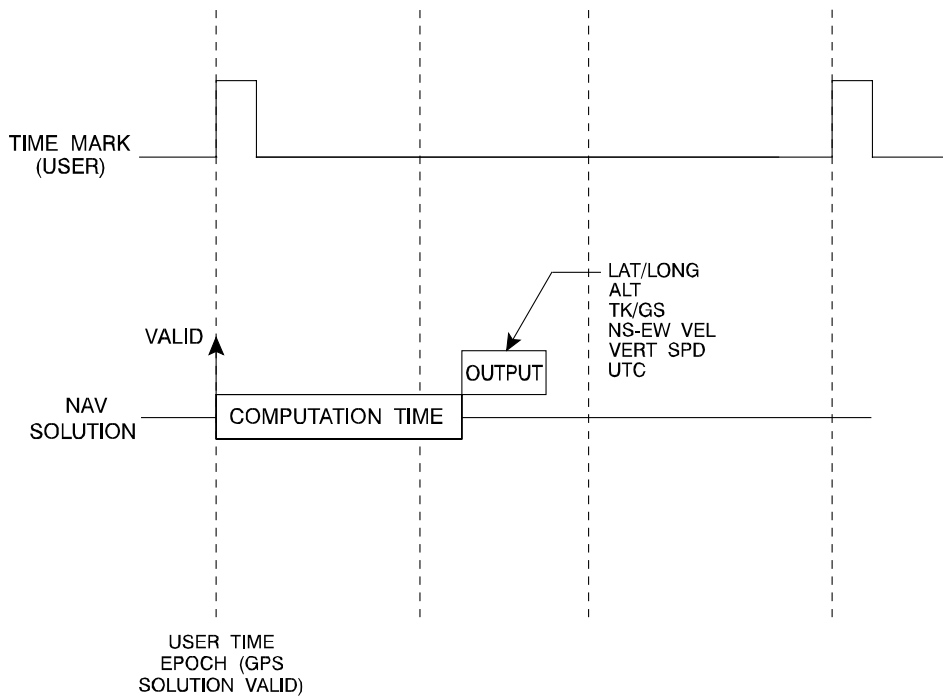 TIME MARK
(USER)
LAT/LONG
ALT
TK/GS
NS-EW VEL
VERT SPD
UTC
VALID
OUTPUT
NAV
SOLUTION
COMPUTATION TIME
USER TIME
EPOCH (GPS
SOLUTION VALID)